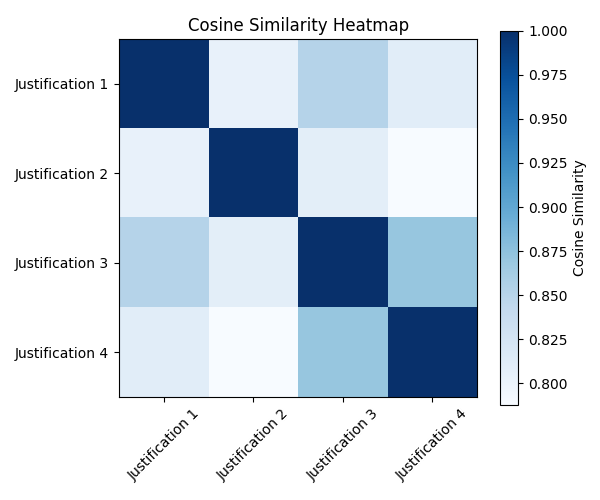 Cosine Similarity Heatmap
Justification 1
Justification 2
Justification 3
Justification 4
Justification 1
Justification 2
Justification 3
Justification 4
1.000
0.975
0.950
0.925
0.900
0.875
0.850
0.825
0.800
Cosine Similarity